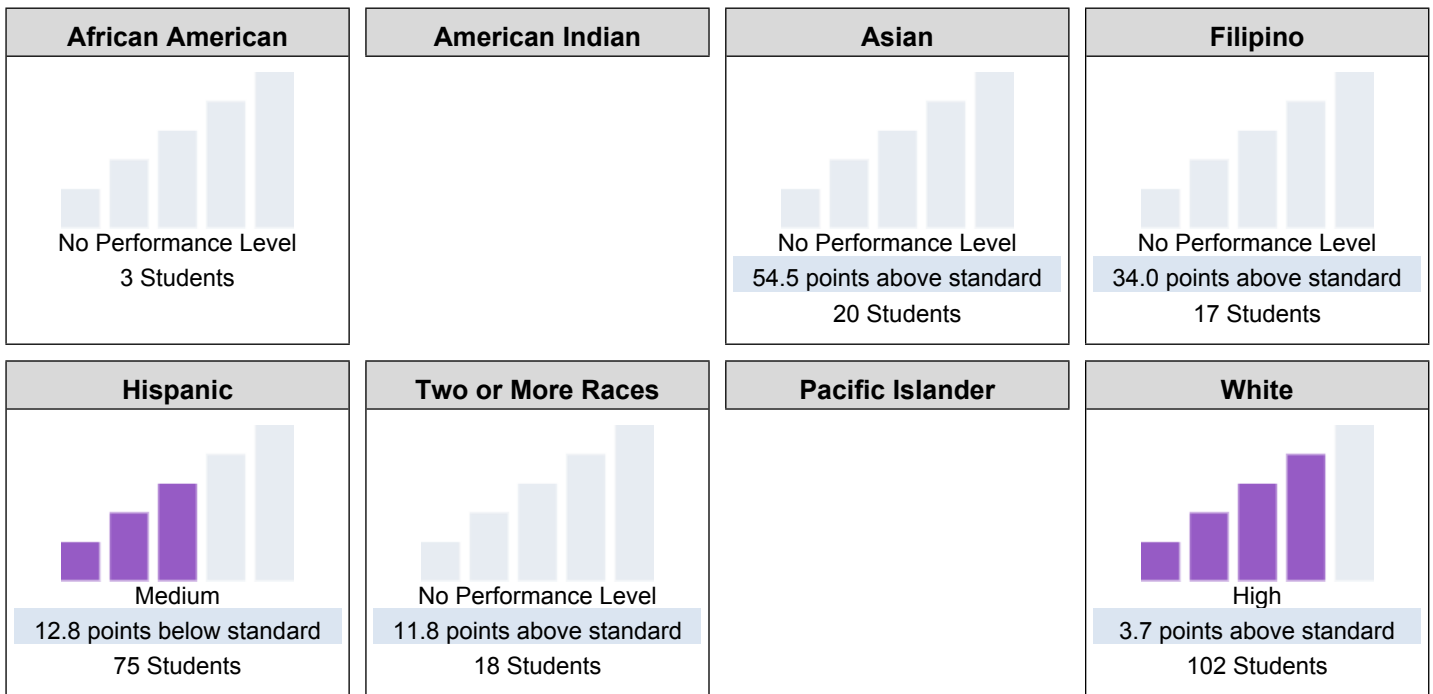 African American
No Performance Level
3 Students
American Indian
Asian
No Performance Level
54.5 points above standard
20 Students
Filipino
No Performance Level
34.0 points above standard
17 Students
Hispanic
Medium
12.8 points below standard
75 Students
Two or More Races
No Performance Level
11.8 points above standard
18 Students
Pacific Islander
White
High
3.7 points above standard
102 Students